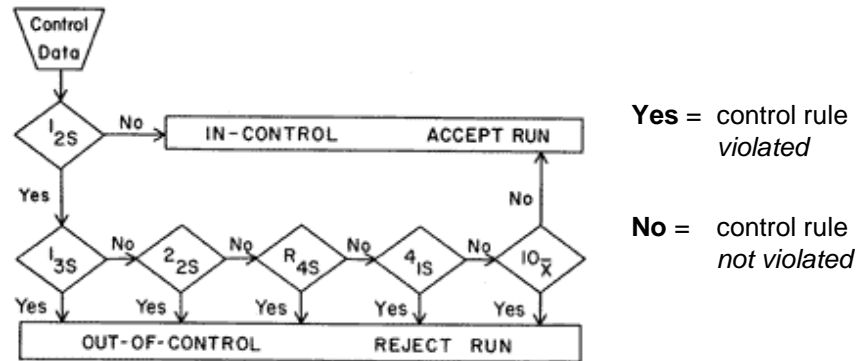 Control
Data
1 2S
No
IN-CONTROL ACCEPT RUN
Yes
No
1 3S
No
2 2S
No
R 4S
No
4 1S
No
10 x̅
Yes
Yes
Yes
Yes
Yes
OUT-OF-CONTROL REJECT RUN
Yes = control rule
violated
No = control rule
not violated